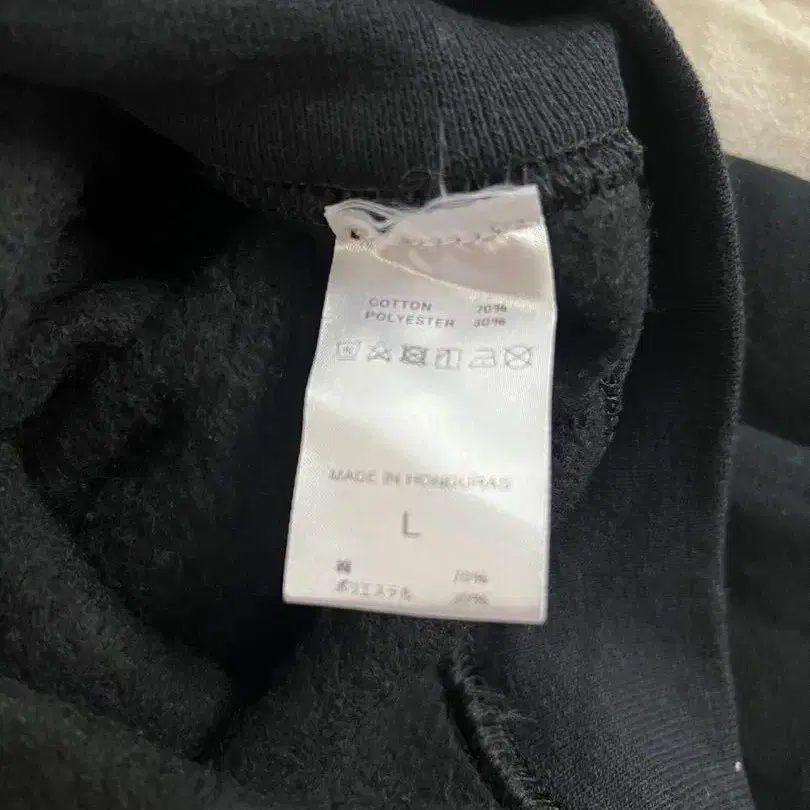 COTTON 70%
POLYESTER 30%
MADE IN HONDURAS
L
綿 70%
ポリエステル 30%